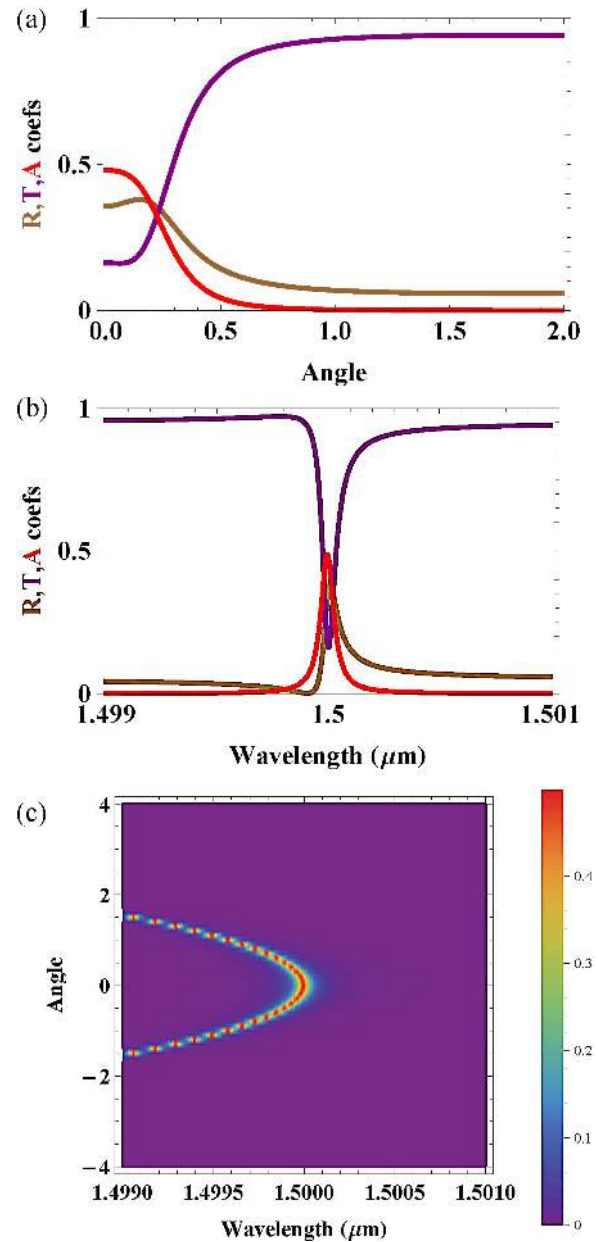 (a)
1
0.5
0
R,T,A coefs
0.0 0.5 1.0 1.5 2.0
Angle
(b)
1
0.5
0
R,T,A coefs
1.499 1.5 1.501
Wavelength (μm)
(c)
4
2
0
−2
−4
Angle
1.4990 1.4995 1.5000 1.5005 1.5010
Wavelength (μm)
0.4
0.3
0.2
0.1
0